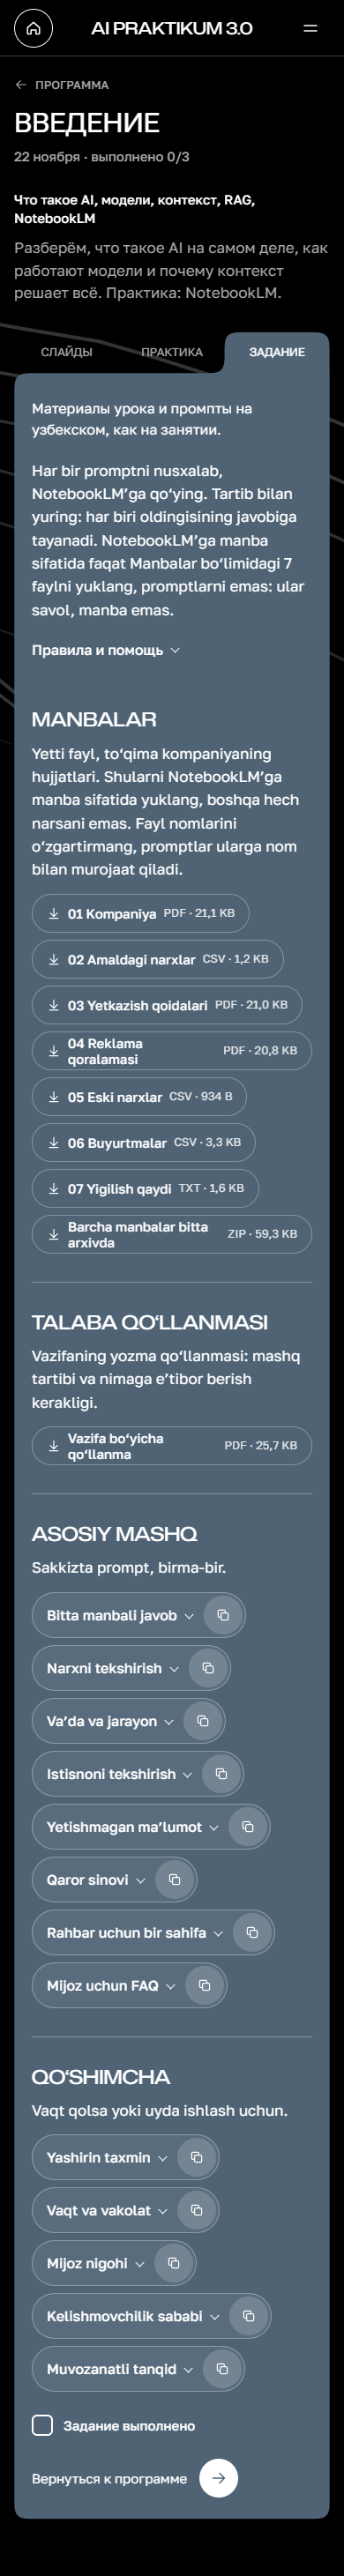 AI PRAKTIKUM 3.0
← ПРОГРАММА
ВВЕДЕНИЕ
22 ноября · выполнено 0/3
Что такое AI, модели, контекст, RAG,
NotebookLM
Разберём, что такое AI на самом деле, как
работают модели и почему контекст
решает всё. Практика: NotebookLM.
СЛАЙДЫ ПРАКТИКА ЗАДАНИЕ
Материалы урока и промпты на
узбекском, как на занятии.
Har bir promptni nusxalab,
NotebookLM’ga qo‘ying. Tartib bilan
yuring: har biri oldingisining javobiga
tayanadi. NotebookLM’ga manba
sifatida faqat Manbalar bo‘limidagi 7
faylni yuklang, promptlarni emas: ular
savol, manba emas.
Правила и помощь
MANBALAR
Yetti fayl, to‘qima kompaniyaning
hujjatlari. Shularni NotebookLM’ga
manba sifatida yuklang, boshqa hech
narsani emas. Fayl nomlarini
o‘zgartirmang, promptlar ularga nom
bilan murojaat qiladi.
01 Kompaniya PDF · 21,1 KB
02 Amaldagi narxlar CSV · 1,2 KB
03 Yetkazish qoidalari PDF · 21,0 KB
04 Reklama
qoralamasi PDF · 20,8 KB
05 Eski narxlar CSV · 934 B
06 Buyurtmalar CSV · 3,3 KB
07 Yigilish qaydi TXT · 1,6 KB
Barcha manbalar bitta
arxivda ZIP · 59,3 KB
TALABA QO‘LLANMASI
Vazifaning yozma qo‘llanmasi: mashq
tartibi va nimaga e’tibor berish
kerakligi.
Vazifa bo‘yicha
qo‘llanma PDF · 25,7 KB
ASOSIY MASHQ
Sakkizta prompt, birma-bir.
Bitta manbali javob
Narxni tekshirish
Va’da va jarayon
Istisnoni tekshirish
Yetishmagan ma’lumot
Qaror sinovi
Rahbar uchun bir sahifa
Mijoz uchun FAQ
QO‘SHIMCHA
Vaqt qolsa yoki uyda ishlash uchun.
Yashirin taxmin
Vaqt va vakolat
Mijoz nigohi
Kelishmovchilik sababi
Muvozanatli tanqid
Задание выполнено
Вернуться к программе →